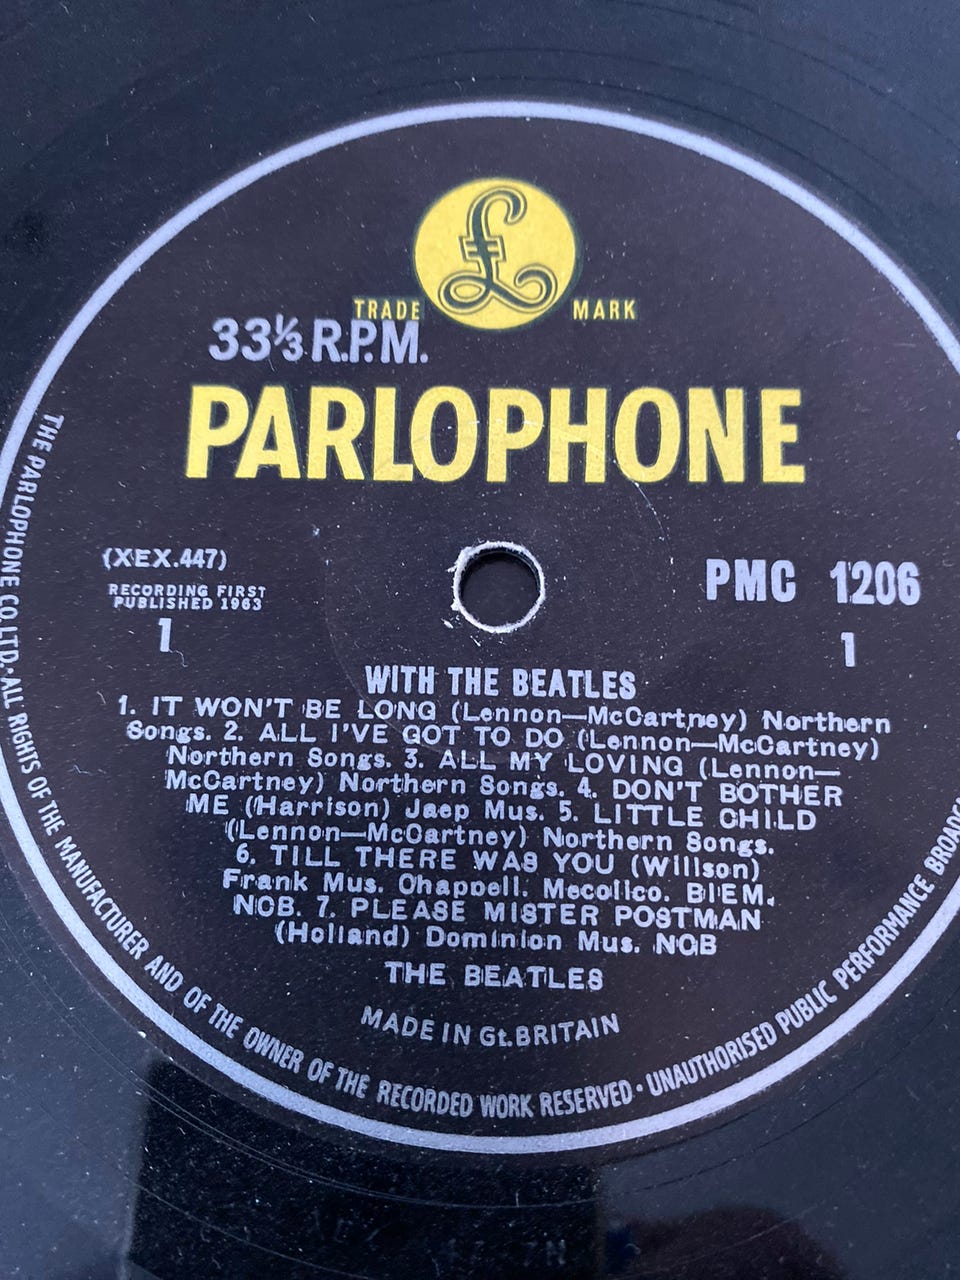 £
TRADE MARK
33⅓ R.P.M.
PARLOPHONE
(XEX.447)
RECORDING FIRST
PUBLISHED 1963
1
PMC 1206
1
WITH THE BEATLES
1. IT WON'T BE LONG (Lennon—McCartney) Northern
Songs. 2. ALL I'VE GOT TO DO (Lennon—McCartney)
Northern Songs. 3. ALL MY LOVING (Lennon—
McCartney) Northern Songs. 4. DON'T BOTHER
ME (Harrison) Jaep Mus. 5. LITTLE CHILD
(Lennon—McCartney) Northern Songs.
6. TILL THERE WAS YOU (Willson)
Frank Mus. Chappell. Mecolico. BIEM.
NCB. 7. PLEASE MISTER POSTMAN
(Holland) Dominion Mus. NCB
THE BEATLES
MADE IN Gt. BRITAIN
THE PARLOPHONE CO. LTD. · ALL RIGHTS OF THE MANUFACTURER AND OF THE OWNER OF THE RECORDED WORK RESERVED · UNAUTHORISED PUBLIC PERFORMANCE